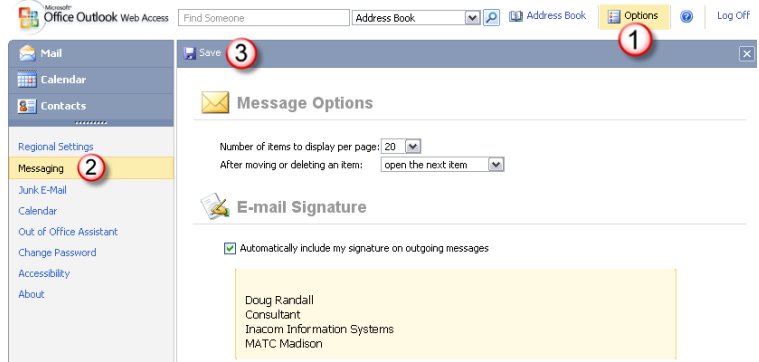 Microsoft
Office Outlook Web Access Find Someone Address Book Address Book Options Log Off
1
Mail
Save 3
Calendar
Contacts
Message Options
Regional Settings
Number of items to display per page: 20
Messaging 2
After moving or deleting an item: open the next item
Junk E-Mail
E-mail Signature
Calendar
Out of Office Assistant
Automatically include my signature on outgoing messages
Change Password
Accessibility
About
Doug Randall
Consultant
Inacom Information Systems
MATC Madison